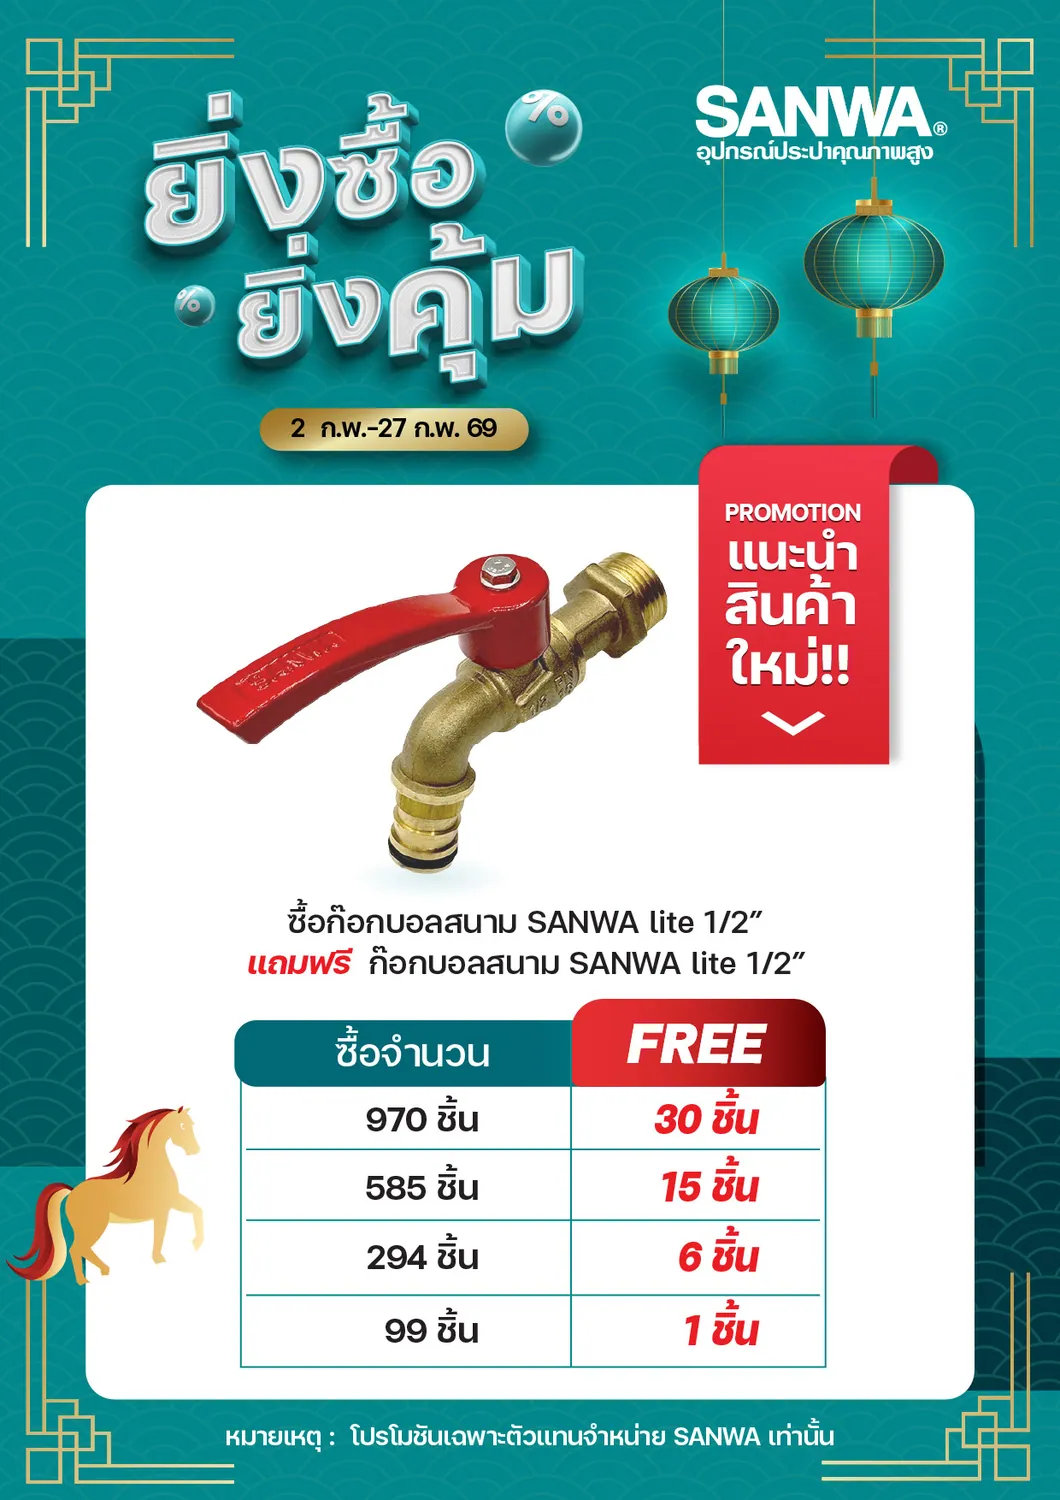 SANWA®
อุปกรณ์ประปาคุณภาพสูง
%
ยิ่งซื้อ
%
ยิ่งคุ้ม
2 ก.พ.-27 ก.พ. 69
PROMOTION
แนะนำ
สินค้า
ใหม่!!
SANWA
ซื้อก๊อกบอลสนาม SANWA lite 1/2”
แถมฟรี ก๊อกบอลสนาม SANWA lite 1/2”
ซื้อจำนวน FREE
970 ชิ้น 30 ชิ้น
585 ชิ้น 15 ชิ้น
294 ชิ้น 6 ชิ้น
99 ชิ้น 1 ชิ้น
หมายเหตุ : โปรโมชันเฉพาะตัวแทนจำหน่าย SANWA เท่านั้น